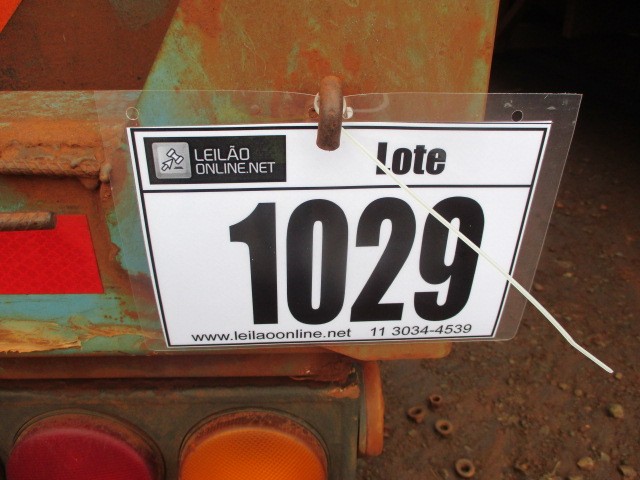 LEILÃO
ONLINE.NET
Lote
1029
www.leilaoonline.net 11 3034-4539